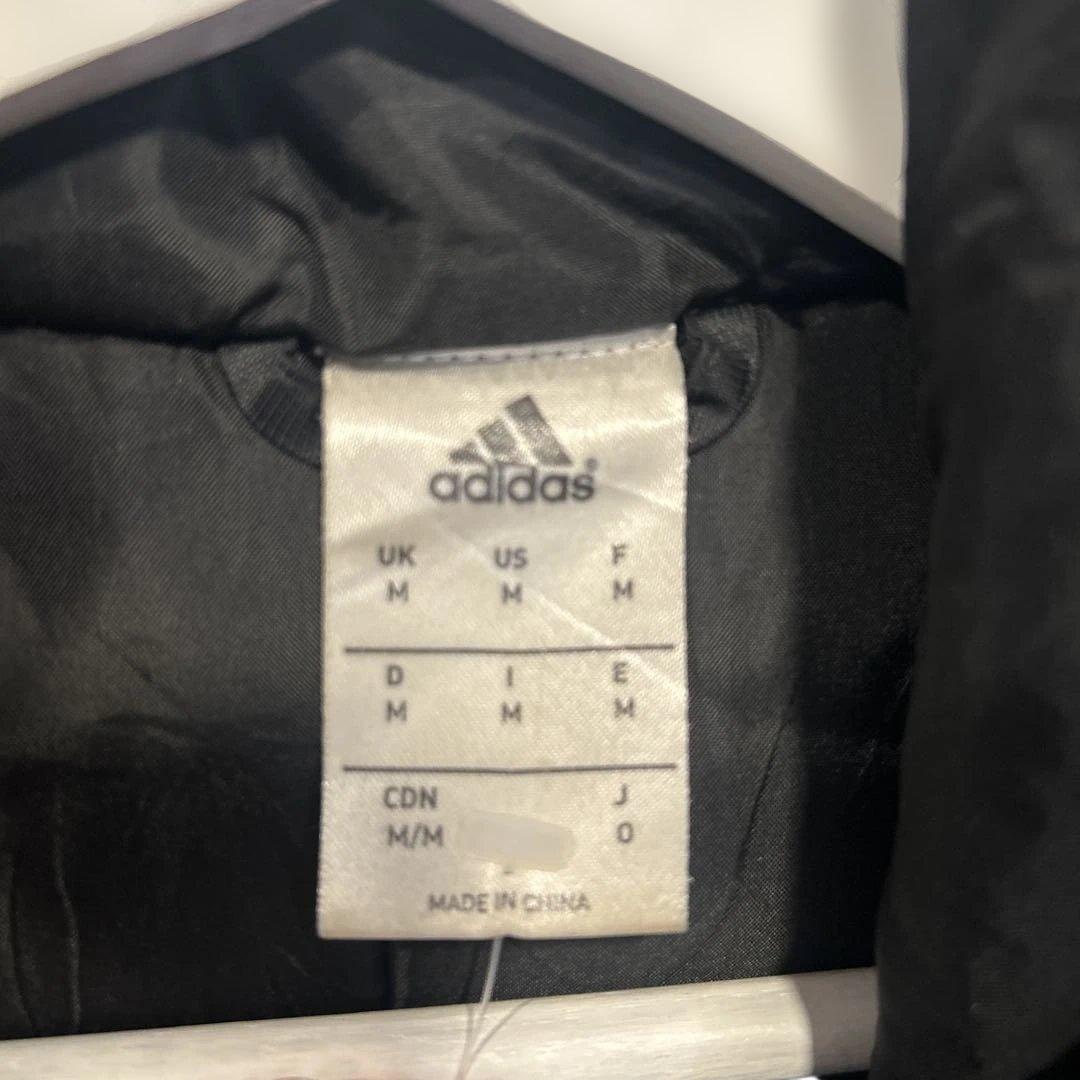 adidas®
UK US F
M M M
D I E
M M M
CDN J
M/M O
MADE IN CHINA